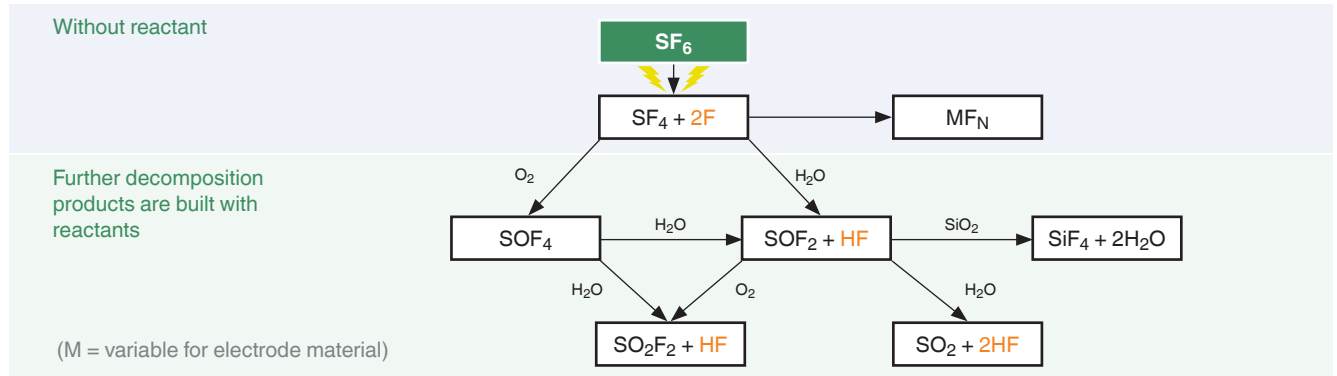 Without reactant
SF₆
SF₄ + 2F
MF_N
Further decomposition
products are built with
reactants
O₂
H₂O
SOF₄
H₂O
SOF₂ + HF
SiO₂
SiF₄ + 2H₂O
H₂O
O₂
H₂O
SO₂F₂ + HF
SO₂ + 2HF
(M = variable for electrode material)